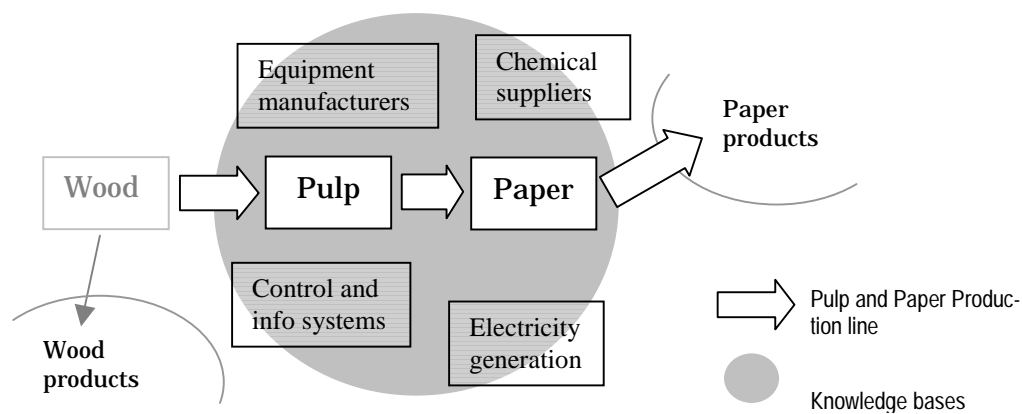 Equipment
manufacturers
Chemical
suppliers
Paper
products
Wood
Pulp
Paper
Control and
info systems
Electricity
generation
Wood
products
Pulp and Paper Produc-
tion line
Knowledge bases